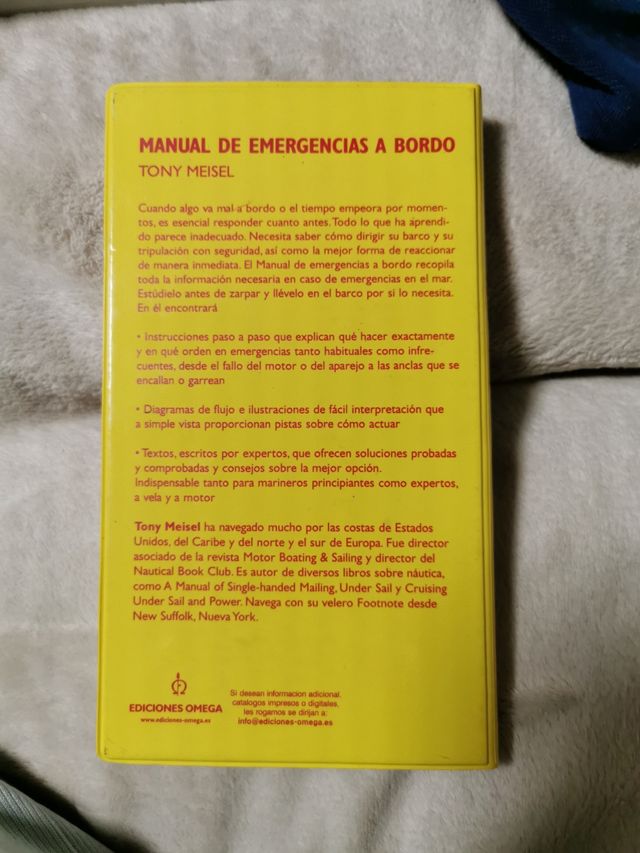 MANUAL DE EMERGENCIAS A BORDO
TONY MEISEL
Cuando algo va mal a bordo o el tiempo empeora por momen-
tos, es esencial responder cuanto antes. Todo lo que ha aprendi-
do parece inadecuado. Necesita saber cómo dirigir su barco y su
tripulación con seguridad, así como la mejor forma de reaccionar
de manera inmediata. El Manual de emergencias a bordo recopila
toda la información necesaria en caso de emergencias en el mar.
Estúdielo antes de zarpar y llévelo en el barco por si lo necesita.
En él encontrará
• Instrucciones paso a paso que explican qué hacer exactamente
y en qué orden en emergencias tanto habituales como infre-
cuentes, desde el fallo del motor o del aparejo a las anclas que se
encallan o garrean
• Diagramas de flujo e ilustraciones de fácil interpretación que
a simple vista proporcionan pistas sobre cómo actuar
• Textos, escritos por expertos, que ofrecen soluciones probadas
y comprobadas y consejos sobre la mejor opción.
Indispensable tanto para marineros principiantes como expertos,
a vela y a motor
Tony Meisel ha navegado mucho por las costas de Estados
Unidos, del Caribe y del norte y el sur de Europa. Fue director
asociado de la revista Motor Boating & Sailing y director del
Nautical Book Club. Es autor de diversos libros sobre náutica,
como A Manual of Single-handed Mailing, Under Sail y Cruising
Under Sail and Power. Navega con su velero Footnote desde
New Suffolk, Nueva York.
EDICIONES OMEGA
www.ediciones-omega.es
Si desean informacion adicional,
catalogos impresos o digitales,
les rogamos se dirijan a:
info@ediciones-omega.es